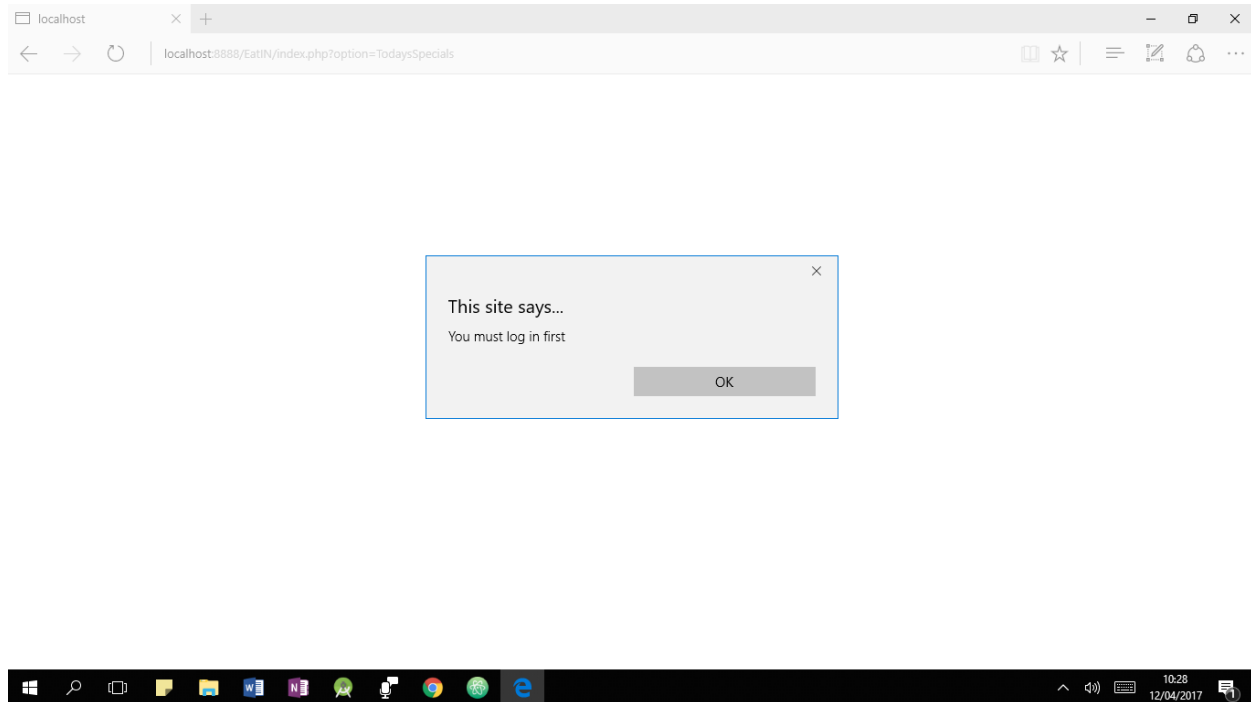 localhost
localhost:8888/EatIN/index.php?option=TodaysSpecials
This site says...
You must log in first
OK
10:28
12/04/2017
1